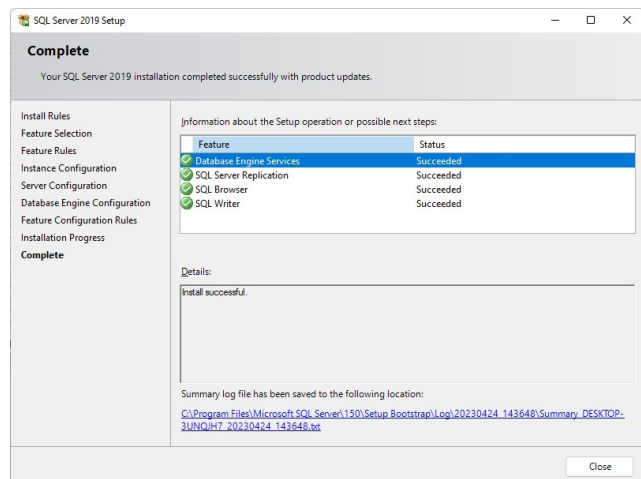 SQL Server 2019 Setup
Complete
Your SQL Server 2019 installation completed successfully with product updates.
Install Rules
Feature Selection
Feature Rules
Instance Configuration
Server Configuration
Database Engine Configuration
Feature Configuration Rules
Installation Progress
Complete
Information about the Setup operation or possible next steps:
Feature Status
Database Engine Services Succeeded
SQL Server Replication Succeeded
SQL Browser Succeeded
SQL Writer Succeeded
Details:
Install successful.
Summary log file has been saved to the following location:
C:\Program Files\Microsoft SQL Server\150\Setup Bootstrap\Log\20230424_143648\Summary_DESKTOP-
3UNQJH7_20230424_143648.txt
Close